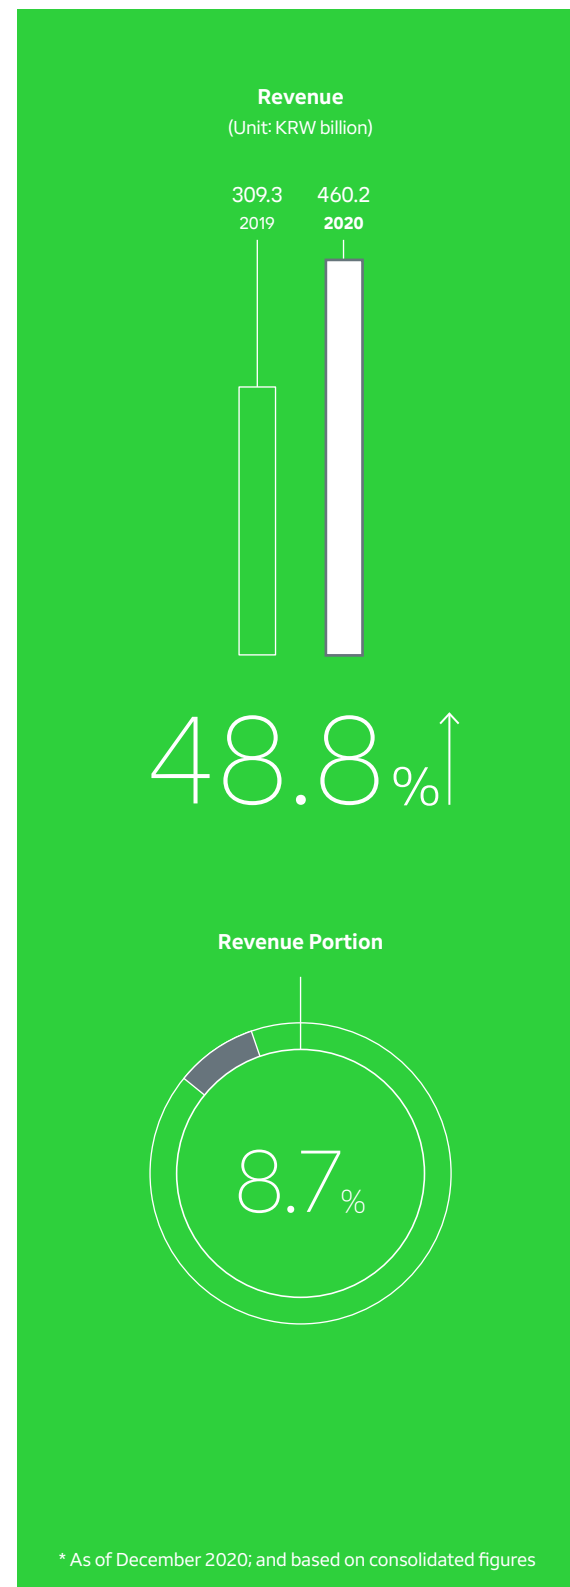 Revenue
(Unit: KRW billion)
309.3 460.2
2019 2020
48.8%
Revenue Portion
8.7%
* As of December 2020; and based on consolidated figures